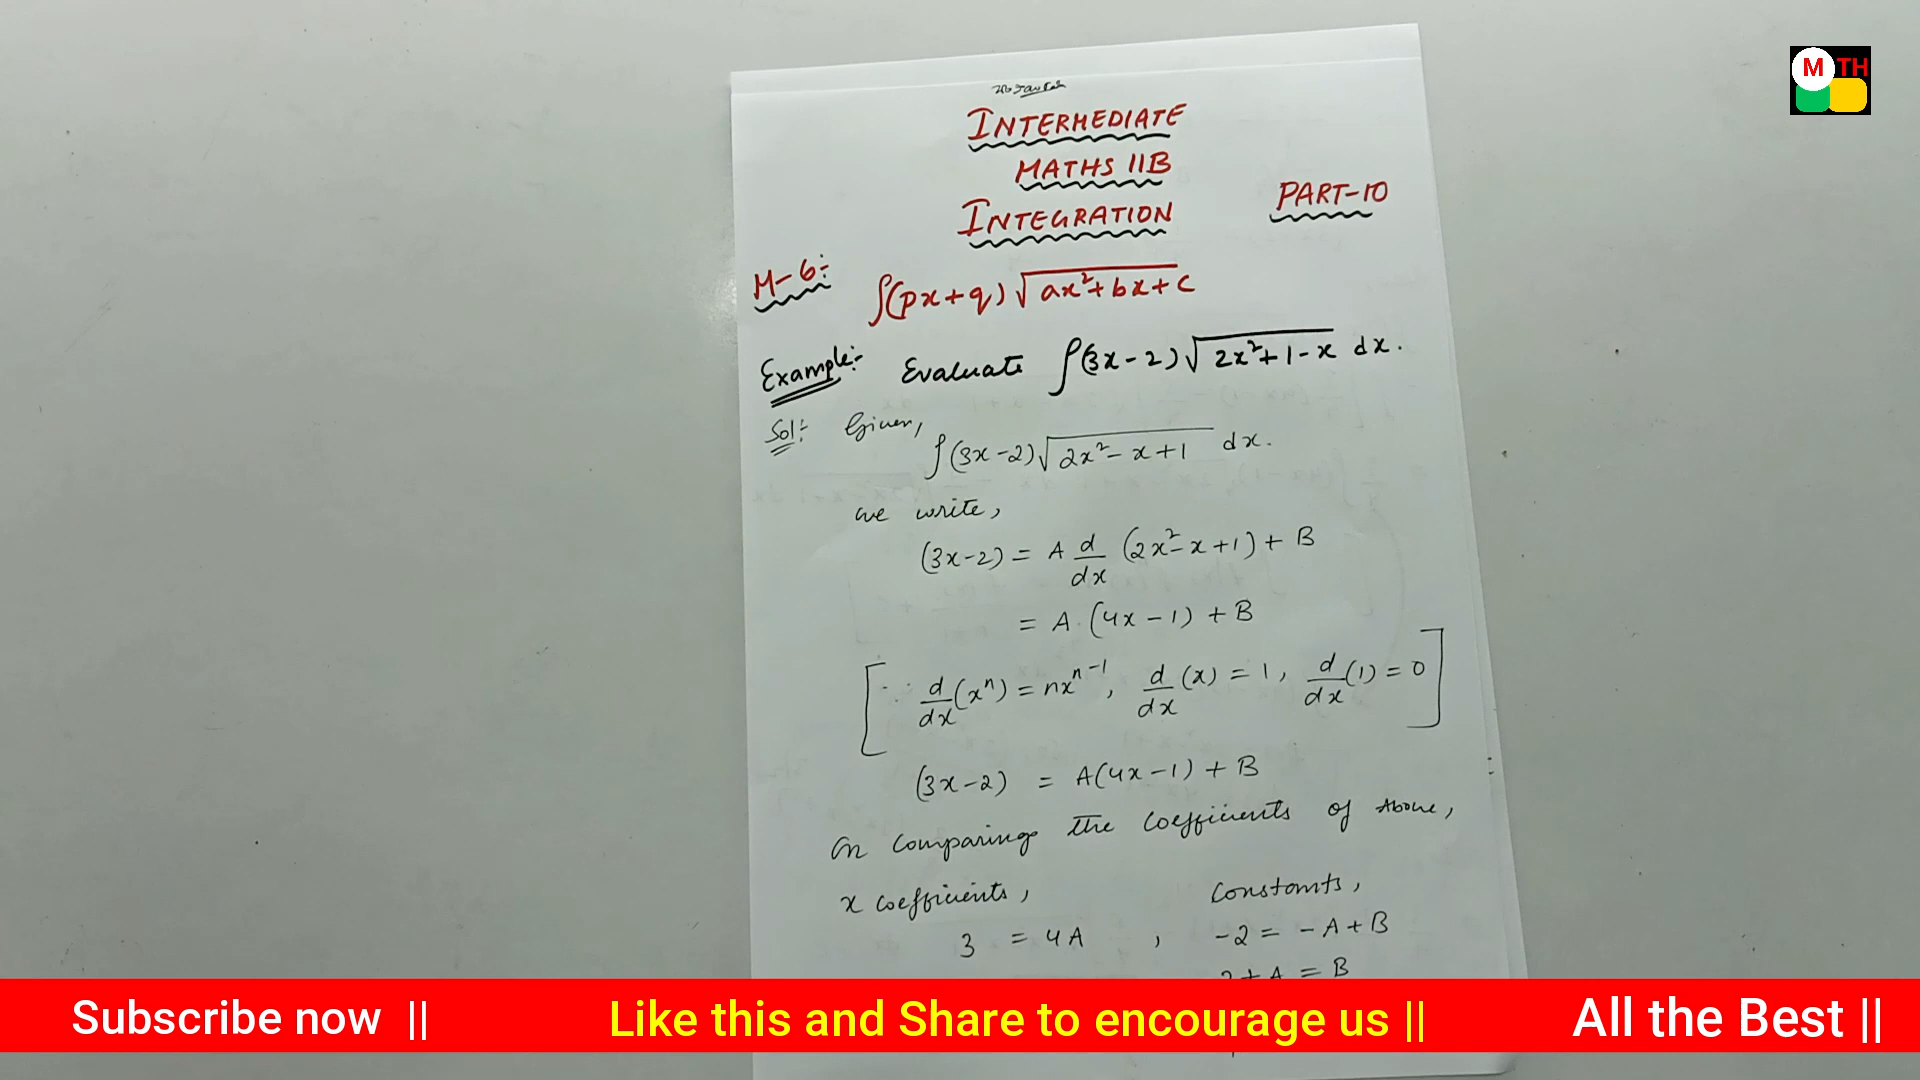 MTH
INTERMEDIATE
MATHS IIB
INTEGRATION
PART-10
M-6:-
∫(px+q)√ax²+bx+c
Example:- Evaluate ∫(3x-2)√2x²+1-x dx.
Sol:- Given,
∫(3x-2)√2x²-x+1 dx.
we write,
(3x-2) = A d/dx (2x²-x+1) + B
= A.(4x-1) + B
[∵ d/dx(xⁿ) = nxⁿ⁻¹, d/dx(x) = 1, d/dx(1) = 0]
(3x-2) = A(4x-1) + B
On comparing the coefficients of above,
x coefficients, constants,
3 = 4A , -2 = -A+B
2+A = B
Subscribe now || Like this and Share to encourage us || All the Best ||